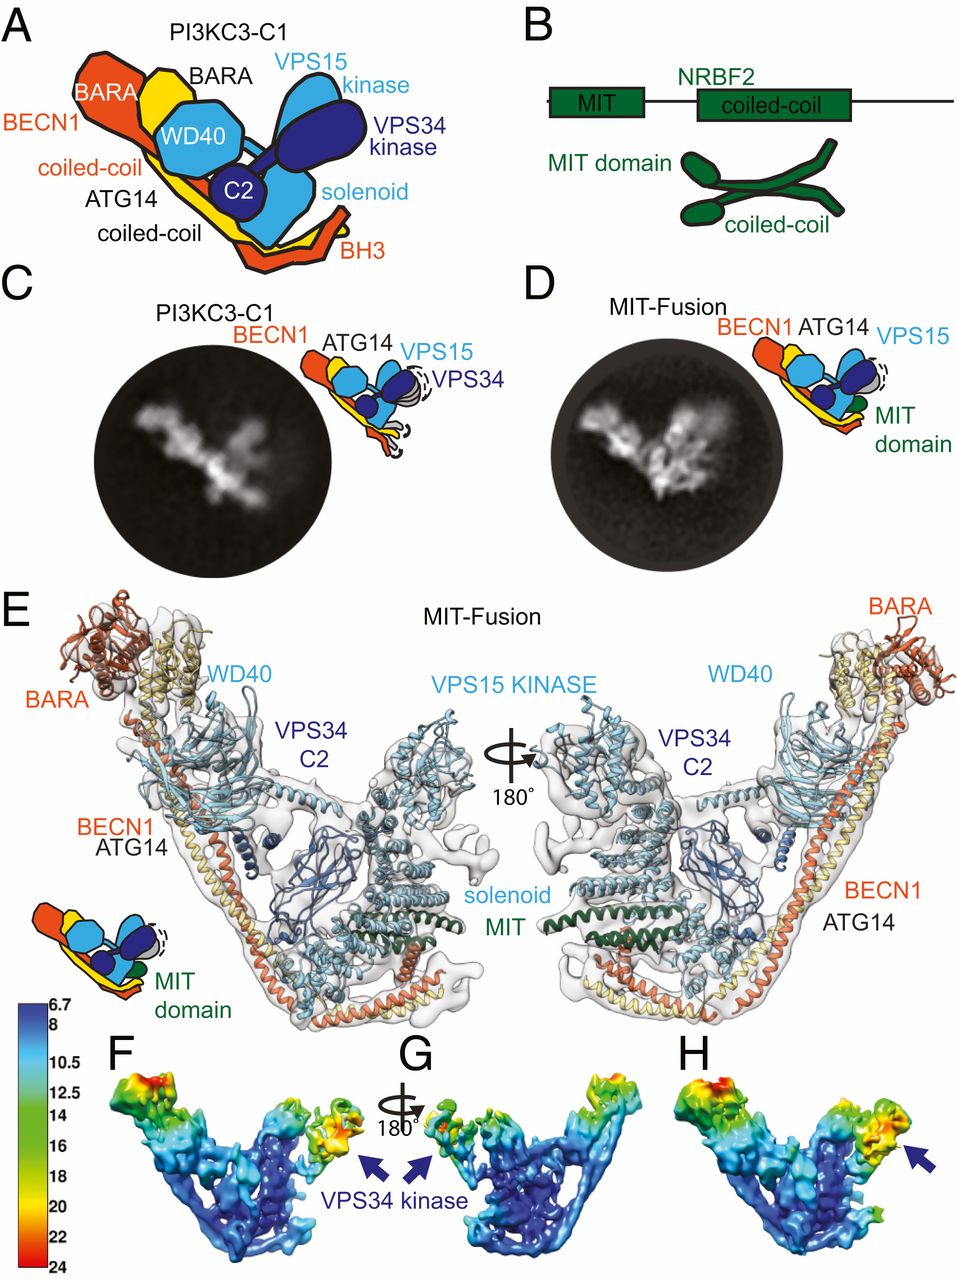 A
PI3KC3-C1
BARA
BARA
VPS15
kinase
BECN1
WD40
VPS34
kinase
coiled-coil
C2
solenoid
ATG14
coiled-coil
BH3
B
NRBF2
MIT
coiled-coil
MIT domain
coiled-coil
C
PI3KC3-C1
BECN1
ATG14
VPS15
VPS34
D
MIT-Fusion
BECN1
ATG14
VPS15
MIT
domain
E
MIT-Fusion
BARA
WD40
VPS34
C2
VPS15 KINASE
180°
VPS34
C2
WD40
BARA
BECN1
ATG14
solenoid
MIT
BECN1
ATG14
MIT
domain
6.7
8
10.5
12.5
14
16
18
20
22
24
F
G
H
180°
VPS34 kinase